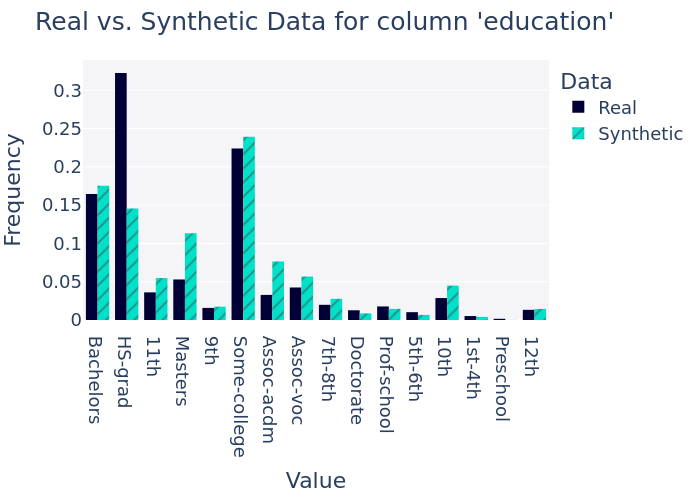 Real vs. Synthetic Data for column 'education'
Data
Real
Synthetic
Frequency
0.3
0.25
0.2
0.15
0.1
0.05
0
Bachelors
HS-grad
11th
Masters
9th
Some-college
Assoc-acdm
Assoc-voc
7th-8th
Doctorate
Prof-school
5th-6th
10th
1st-4th
Preschool
12th
Value